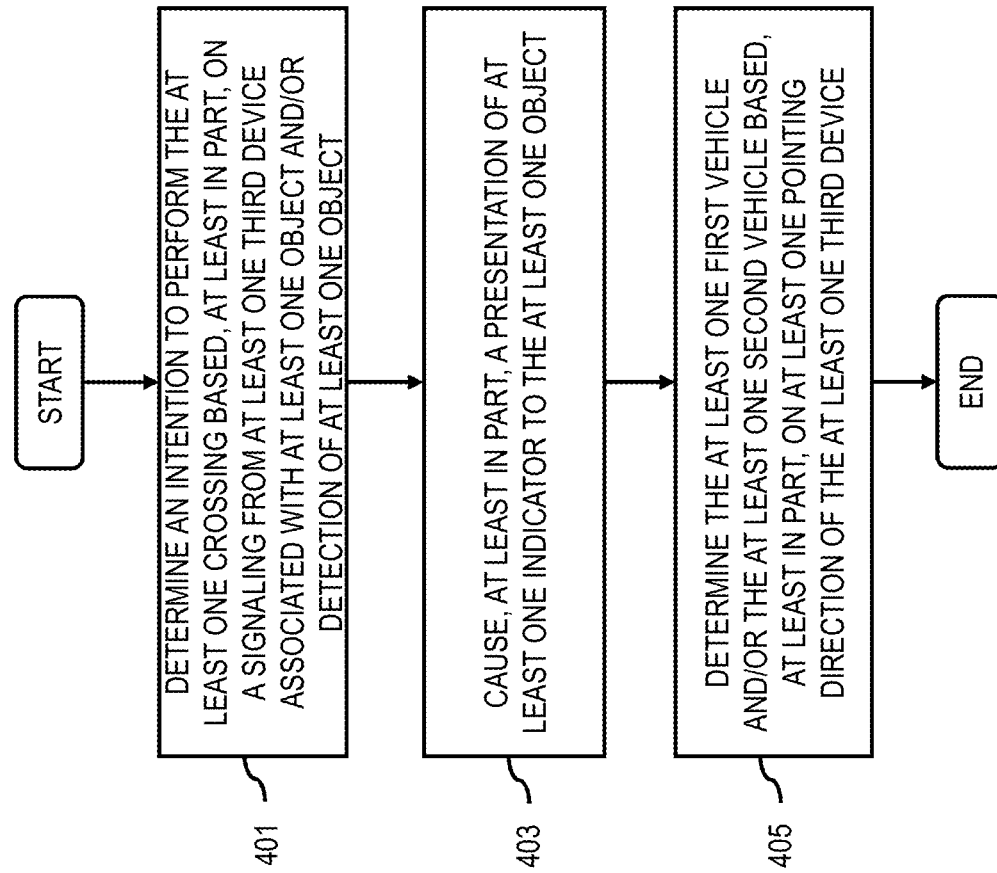 START
DETERMINE AN INTENTION TO PERFORM THE AT
LEAST ONE CROSSING BASED, AT LEAST IN PART, ON
A SIGNALING FROM AT LEAST ONE THIRD DEVICE
ASSOCIATED WITH AT LEAST ONE OBJECT AND/OR
DETECTION OF AT LEAST ONE OBJECT
401
CAUSE, AT LEAST IN PART, A PRESENTATION OF AT
LEAST ONE INDICATOR TO THE AT LEAST ONE OBJECT
403
DETERMINE THE AT LEAST ONE FIRST VEHICLE
AND/OR THE AT LEAST ONE SECOND VEHICLE BASED,
AT LEAST IN PART, ON AT LEAST ONE POINTING
DIRECTION OF THE AT LEAST ONE THIRD DEVICE
405
END